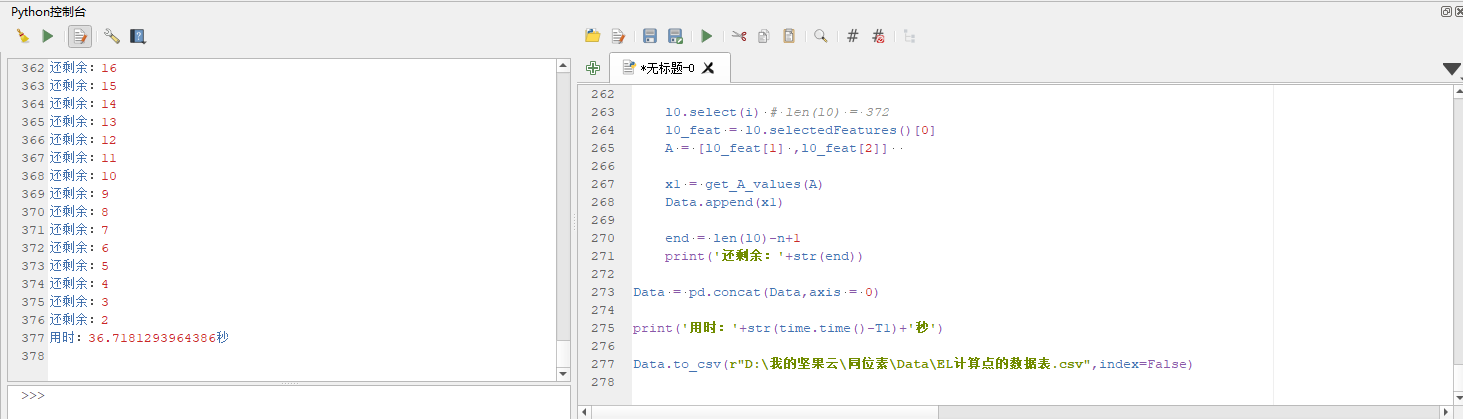 Python控制台
362 还剩余：16
363 还剩余：15
364 还剩余：14
365 还剩余：13
366 还剩余：12
367 还剩余：11
368 还剩余：10
369 还剩余：9
370 还剩余：8
371 还剩余：7
372 还剩余：6
373 还剩余：5
374 还剩余：4
375 还剩余：3
376 还剩余：2
377 用时：36.7181293964386秒
378
>>>
*无标题-0
262
263 l0.select(i) # len(l0) = 372
264 l0_feat = l0.selectedFeatures()[0]
265 A = [l0_feat[1] ,l0_feat[2]]
266
267 x1 = get_A_values(A)
268 Data.append(x1)
269
270 end = len(l0)-n+1
271 print('还剩余：'+str(end))
272
273 Data = pd.concat(Data,axis = 0)
274
275 print('用时：'+str(time.time()-T1)+'秒')
276
277 Data.to_csv(r"D:\我的坚果云\同位素\Data\EL计算点的数据表.csv",index=False)
278